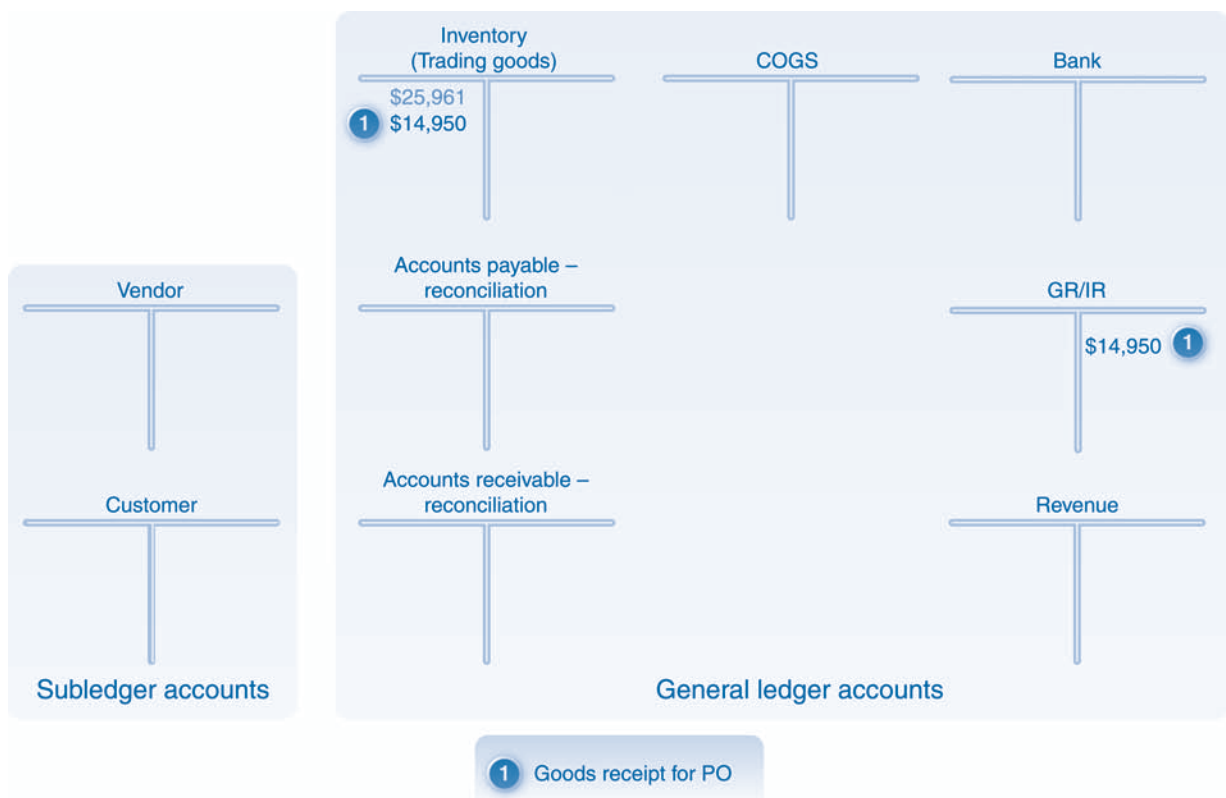 Inventory
(Trading goods)
COGS
Bank
$25,961
1 $14,950
Accounts payable –
reconciliation
Vendor
GR/IR
$14,950 1
Accounts receivable –
reconciliation
Customer
Revenue
Subledger accounts
General ledger accounts
1 Goods receipt for PO